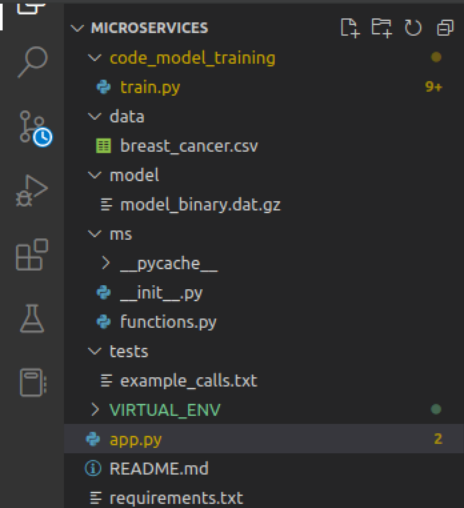 MICROSERVICES
code_model_training
train.py 9+
data
breast_cancer.csv
model
model_binary.dat.gz
ms
__pycache__
__init__.py
functions.py
tests
example_calls.txt
VIRTUAL_ENV
app.py 2
README.md
requirements.txt